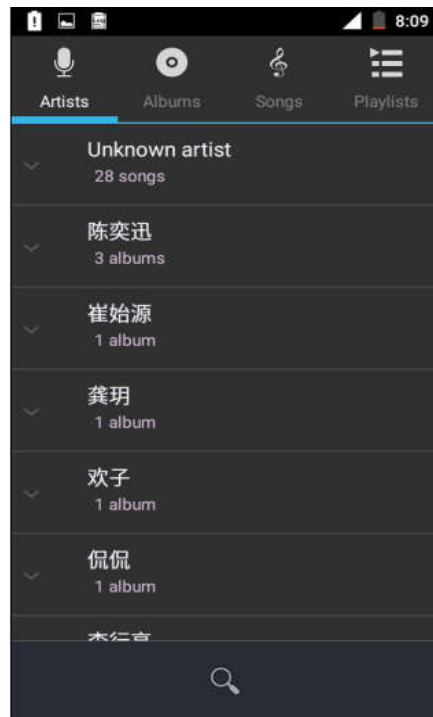 8:09
Artists Albums Songs Playlists
Unknown artist
28 songs
陈奕迅
3 albums
崔始源
1 album
龚玥
1 album
欢子
1 album
侃侃
1 album